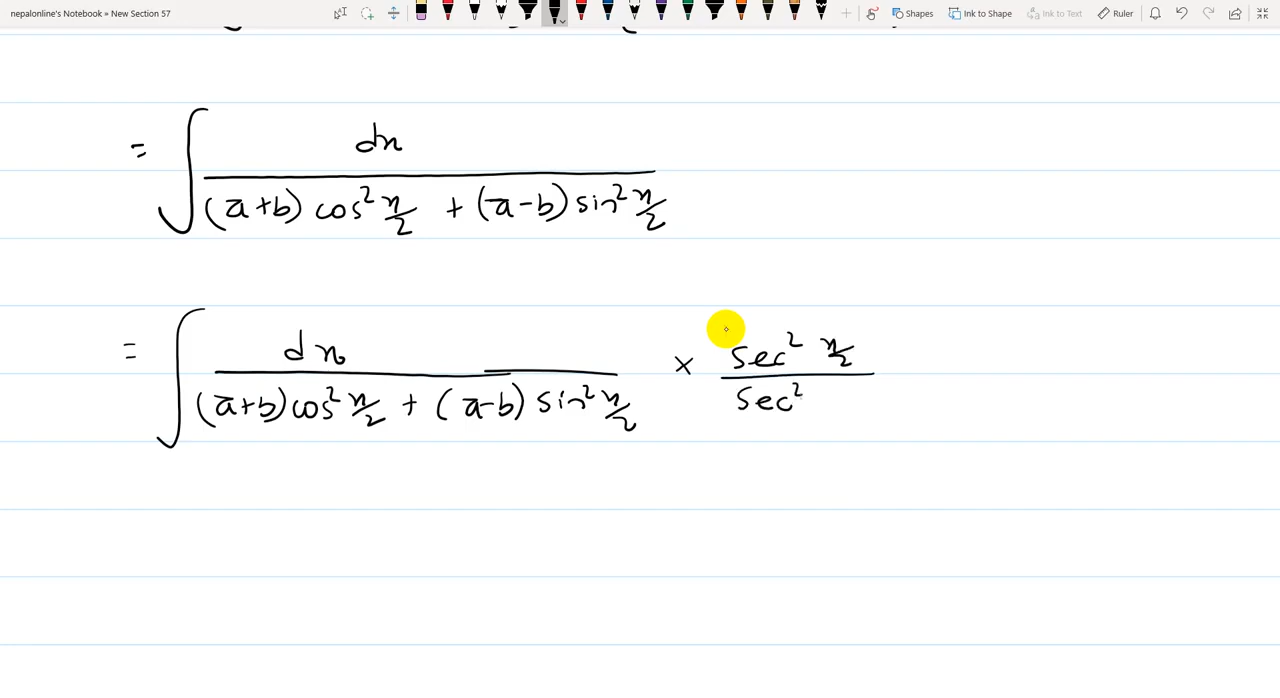 nepalonline's Notebook » New Section 57
Shapes Ink to Shape Ink to Text Ruler
= ∫ dx / ((a+b) cos² x/2 + (a-b) sin² x/2)
= ∫ dx / ((a+b) cos² x/2 + (a-b) sin² x/2) × sec² x/2 / sec²